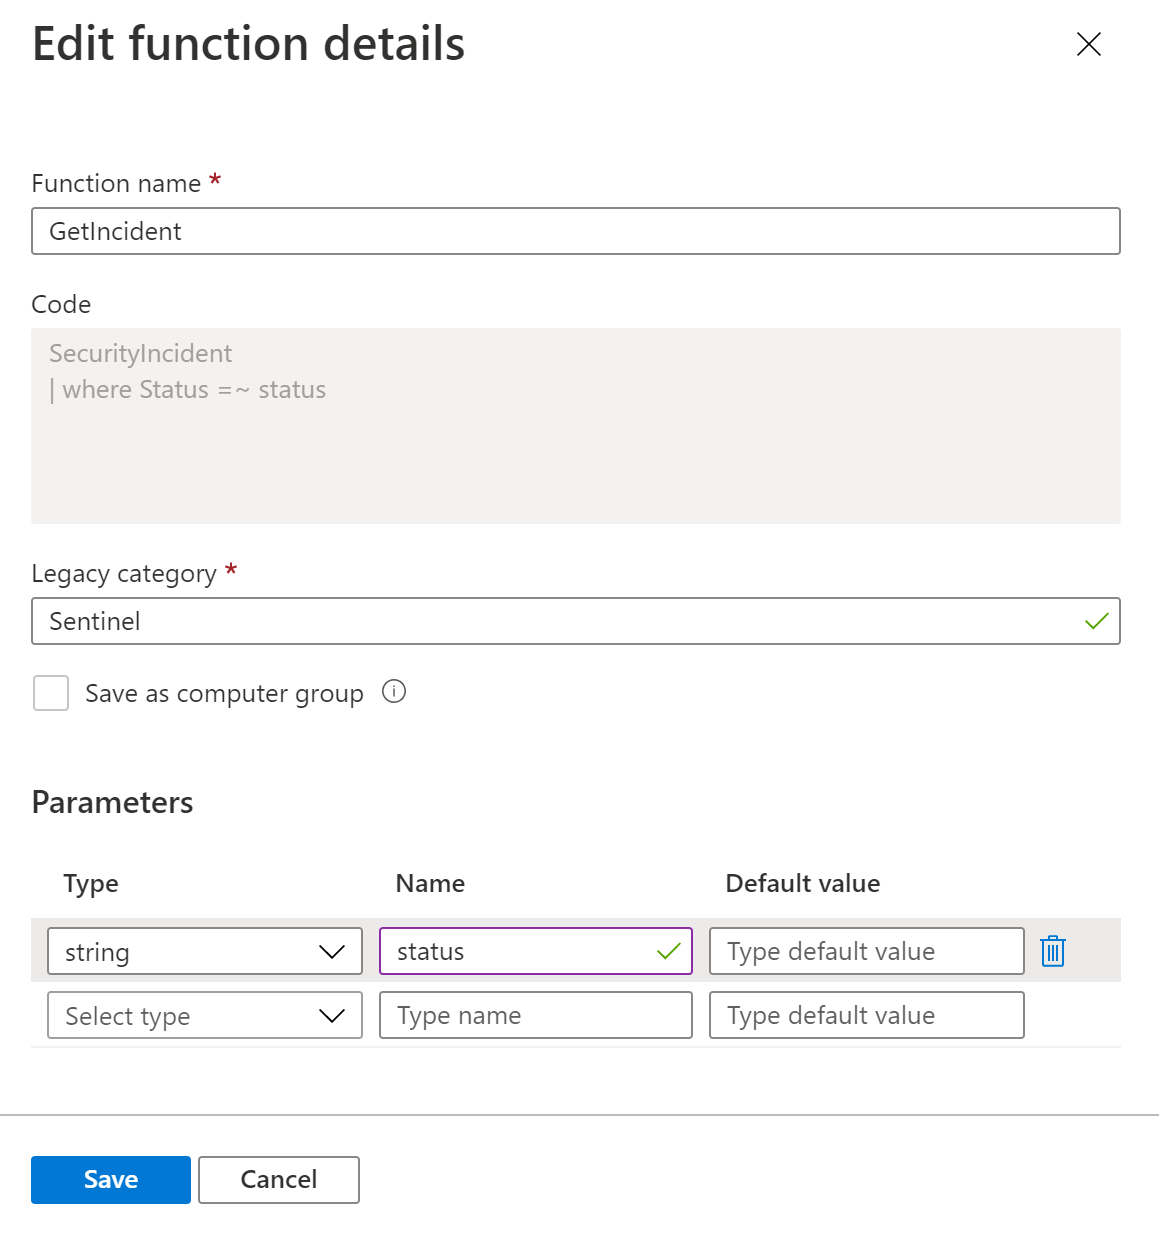 Edit function details
Function name *
GetIncident
Code
SecurityIncident
| where Status =~ status
Legacy category *
Sentinel
Save as computer group
Parameters
Type Name Default value
string status Type default value
Select type Type name Type default value
Save Cancel